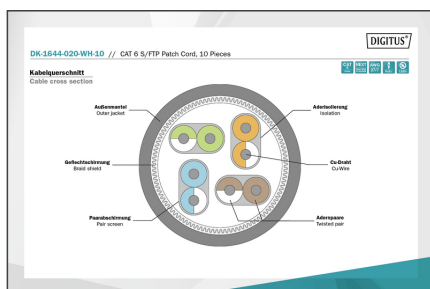 DIGITUS®
DK-1644-020-WH-10 // CAT 6 S/FTP Patch Cord, 10 Pieces
Kabelquerschnitt
Cable cross section
Außenmantel
Outer jacket
Aderisolierung
Isolation
Geflechtschirmung
Braid shield
Cu-Draht
Cu Wire
Paarabschirmung
Pair screen
Adernpaare
Twisted pair